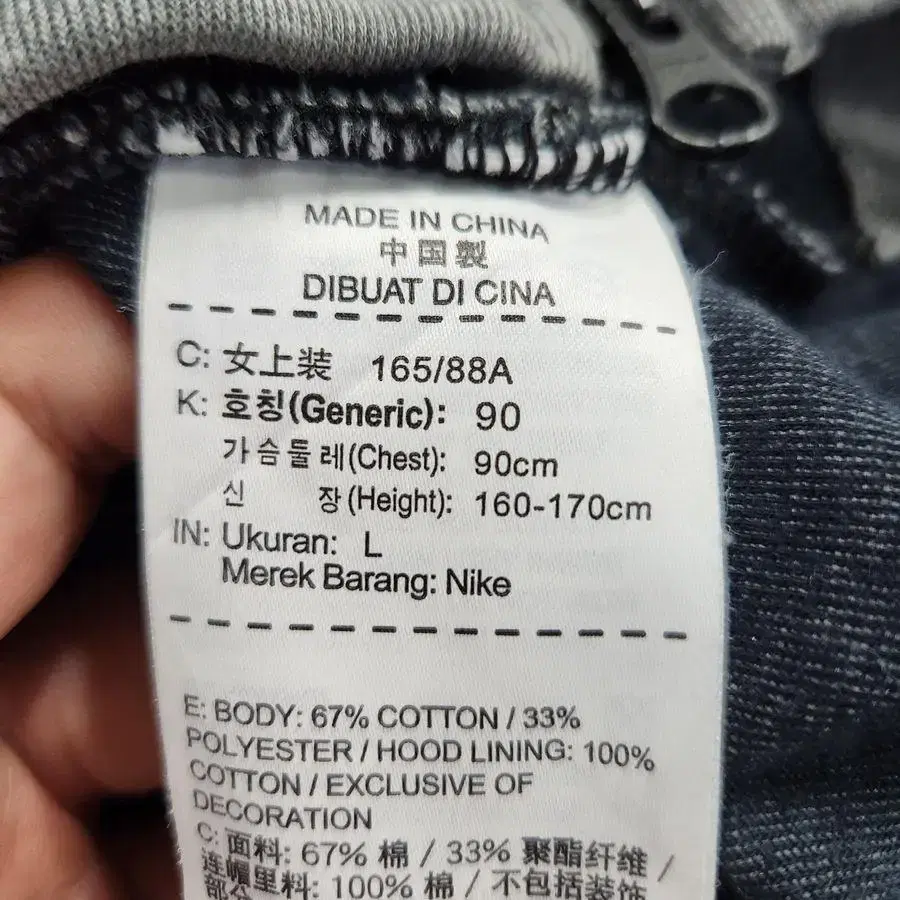 MADE IN CHINA
中国製
DIBUAT DI CINA
C: 女上装 165/88A
K: 호칭(Generic): 90
가슴둘레(Chest): 90cm
신 장(Height): 160-170cm
IN: Ukuran: L
Merek Barang: Nike
E: BODY: 67% COTTON / 33%
POLYESTER / HOOD LINING: 100%
COTTON / EXCLUSIVE OF
DECORATION
C: 面料: 67% 棉 / 33% 聚酯纤维 /
连帽里料: 100% 棉 / 不包括装饰
部分